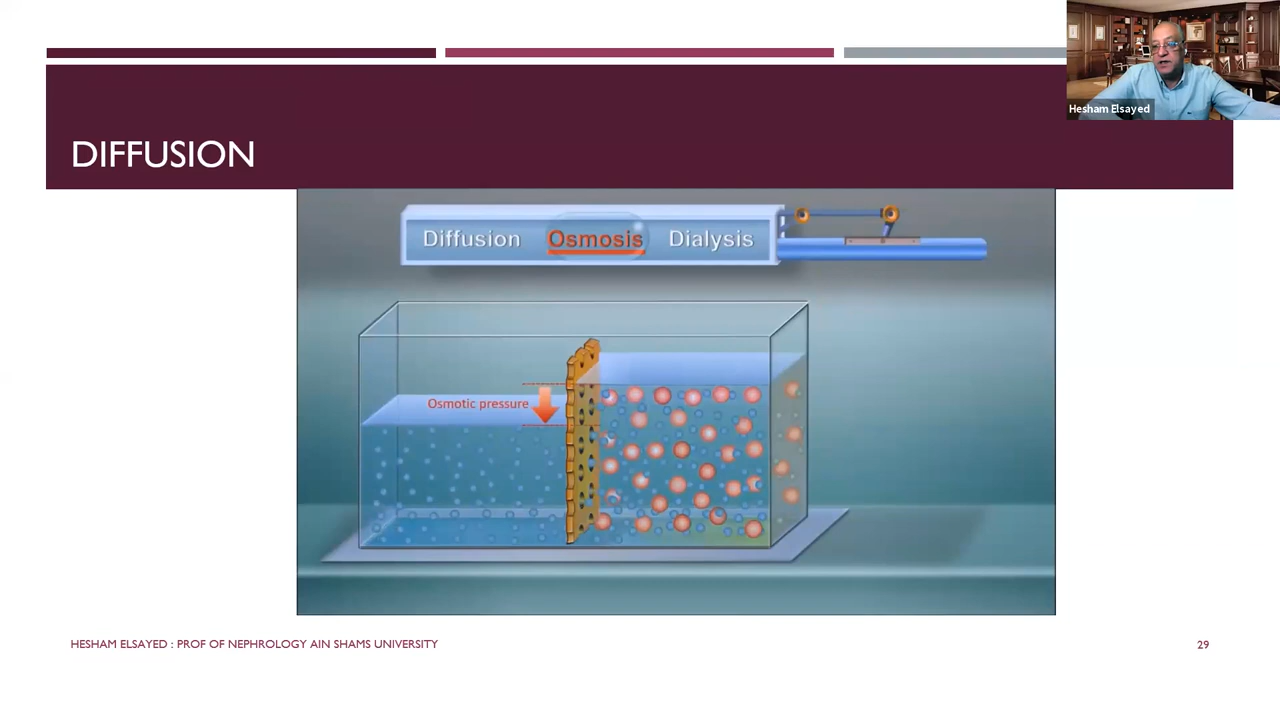 Hesham Elsayed
DIFFUSION
Diffusion Osmosis Dialysis
Osmotic pressure
HESHAM ELSAYED : PROF OF NEPHROLOGY AIN SHAMS UNIVERSITY
29